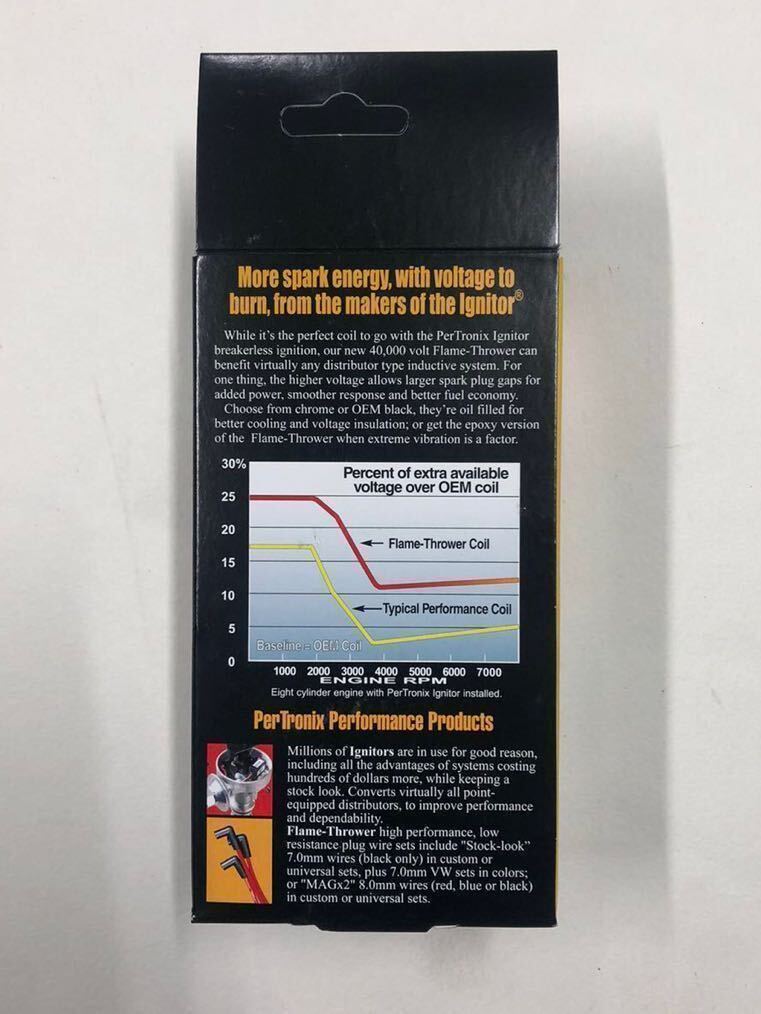 More spark energy, with voltage to
burn, from the makers of the Ignitor®
While it's the perfect coil to go with the PerTronix Ignitor
breakerless ignition, our new 40,000 volt Flame-Thrower can
benefit virtually any distributor type inductive system. For
one thing, the higher voltage allows larger spark plug gaps for
added power, smoother response and better fuel economy.
Choose from chrome or OEM black, they're oil filled for
better cooling and voltage insulation; or get the epoxy version
of the Flame-Thrower when extreme vibration is a factor.
30%
Percent of extra available
voltage over OEM coil
25
20
Flame-Thrower Coil
15
10
Typical Performance Coil
5
Baseline = OEM Coil
0
1000 2000 3000 4000 5000 6000 7000
ENGINE RPM
Eight cylinder engine with PerTronix Ignitor installed.
PerTronix Performance Products
Millions of Ignitors are in use for good reason,
including all the advantages of systems costing
hundreds of dollars more, while keeping a
stock look. Converts virtually all point-
equipped distributors, to improve performance
and dependability.
Flame-Thrower high performance, low
resistance plug wire sets include "Stock-look"
7.0mm wires (black only) in custom or
universal sets, plus 7.0mm VW sets in colors;
or "MAGx2" 8.0mm wires (red, blue or black)
in custom or universal sets.